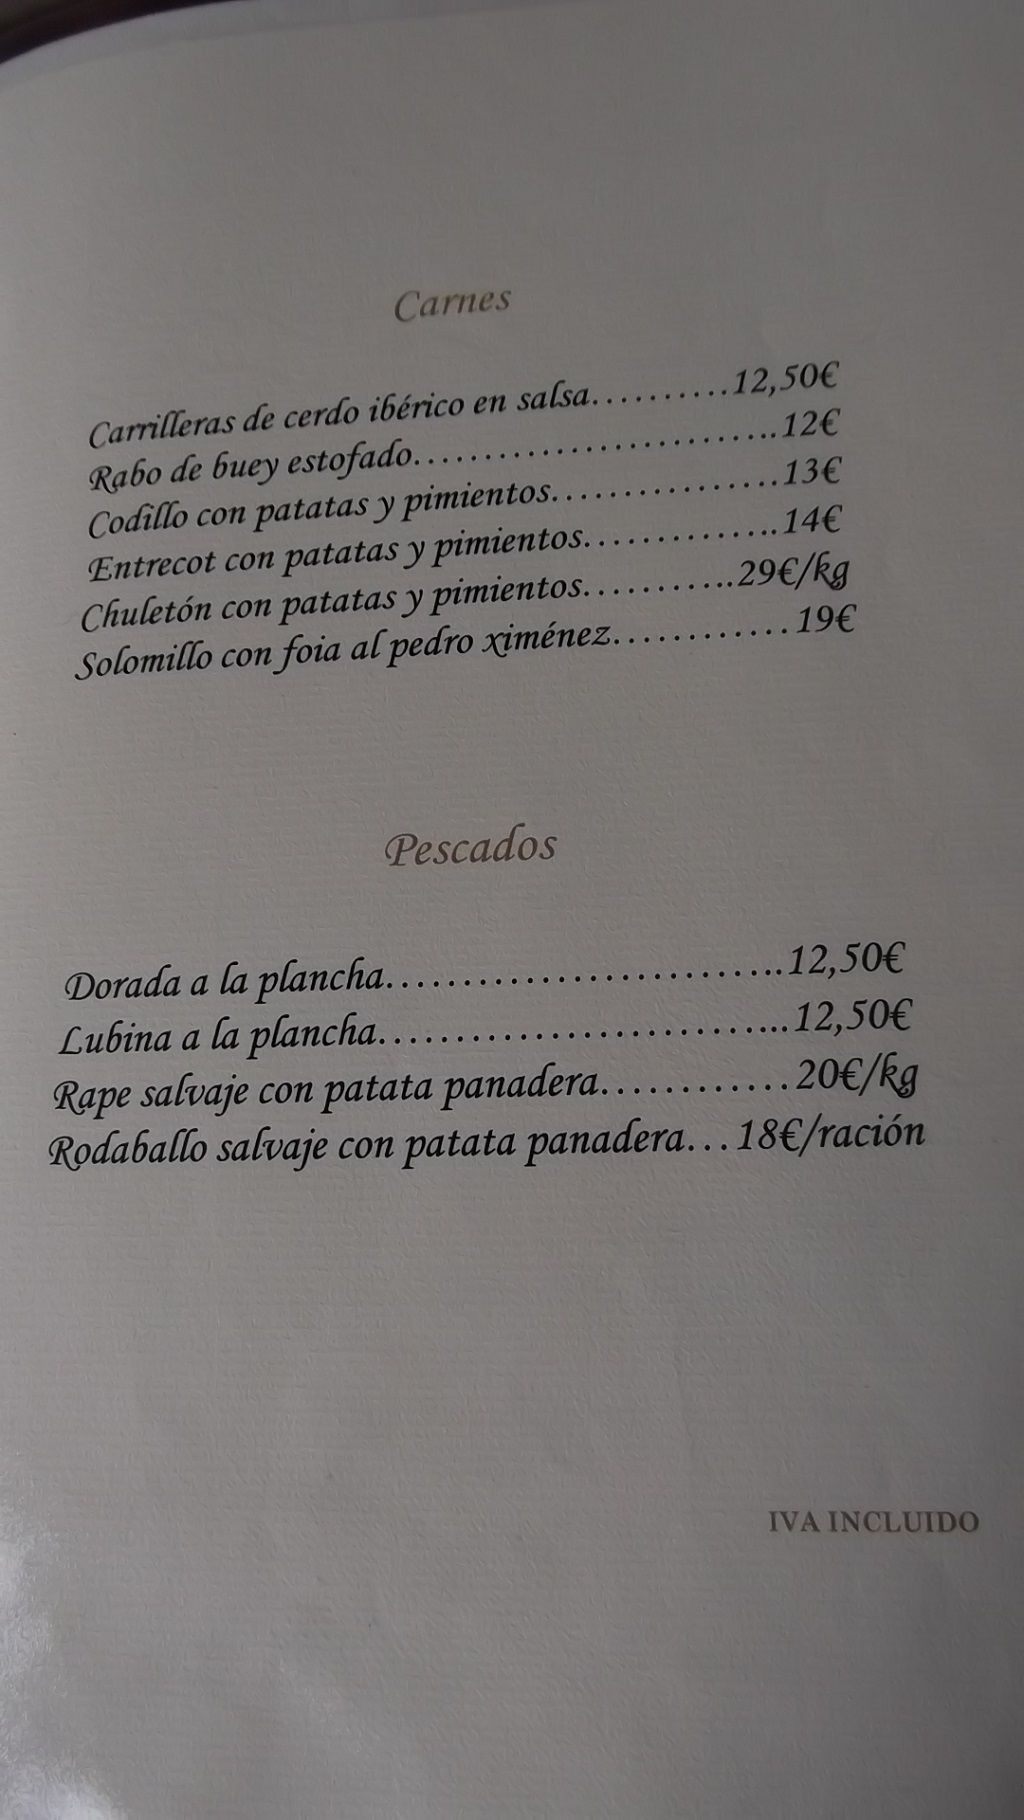 Carnes
Carrilleras de cerdo ibérico en salsa..........12,50€
Rabo de buey estofado..........................12€
Codillo con patatas y pimientos................13€
Entrecot con patatas y pimientos..............14€
Chuletón con patatas y pimientos...........29€/kg
Solomillo con foia al pedro ximénez............19€
Pescados
Dorada a la plancha..........................12,50€
Lubina a la plancha...........................12,50€
Rape salvaje con patata panadera............20€/kg
Rodaballo salvaje con patata panadera...18€/ración
IVA INCLUIDO